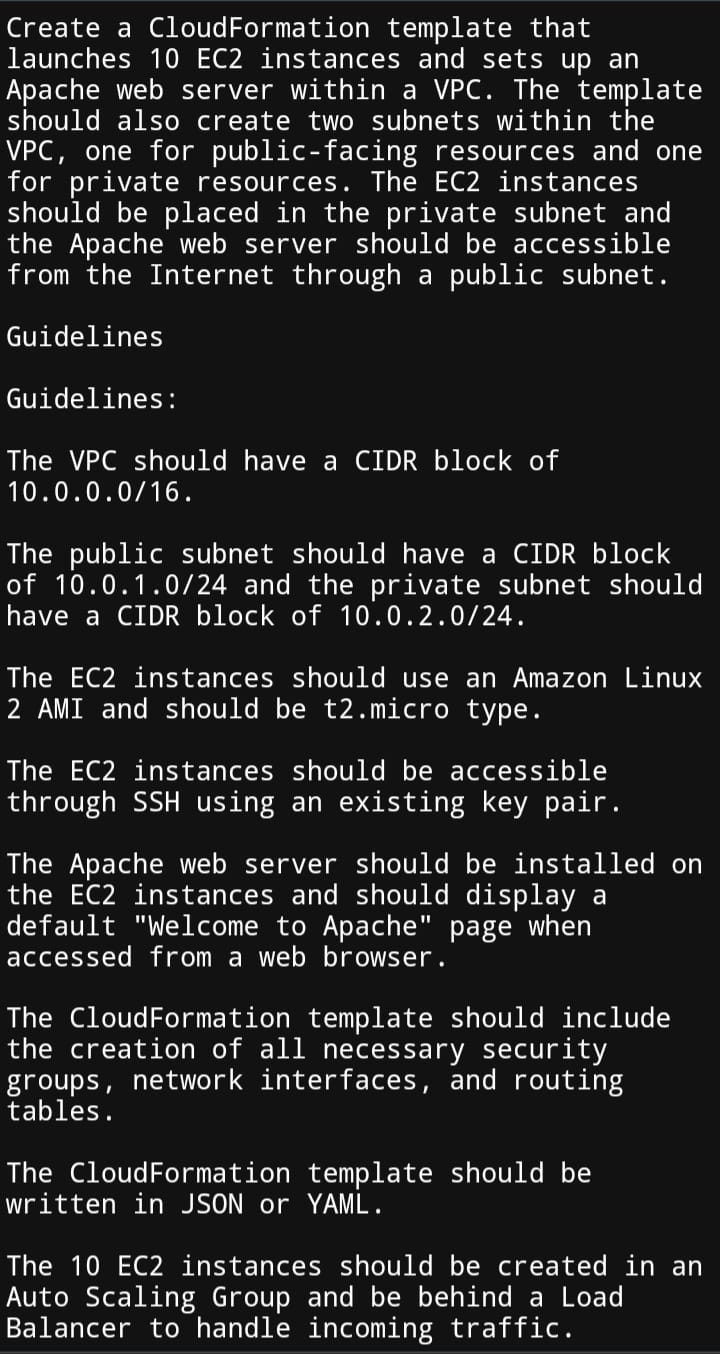 Create a CloudFormation template that
launches 10 EC2 instances and sets up an
Apache web server within a VPC. The template
should also create two subnets within the
VPC, one for public-facing resources and one
for private resources. The EC2 instances
should be placed in the private subnet and
the Apache web server should be accessible
from the Internet through a public subnet.
Guidelines
Guidelines:
The VPC should have a CIDR block of
10.0.0.0/16.
The public subnet should have a CIDR block
of 10.0.1.0/24 and the private subnet should
have a CIDR block of 10.0.2.0/24.
The EC2 instances should use an Amazon Linux
2 AMI and should be t2.micro type.
The EC2 instances should be accessible
through SSH using an existing key pair.
The Apache web server should be installed on
the EC2 instances and should display a
default "Welcome to Apache" page when
accessed from a web browser.
The CloudFormation template should include
the creation of all necessary security
groups, network interfaces, and routing
tables.
The CloudFormation template should be
written in JSON or YAML.
The 10 EC2 instances should be created in an
Auto Scaling Group and be behind a Load
Balancer to handle incoming traffic.